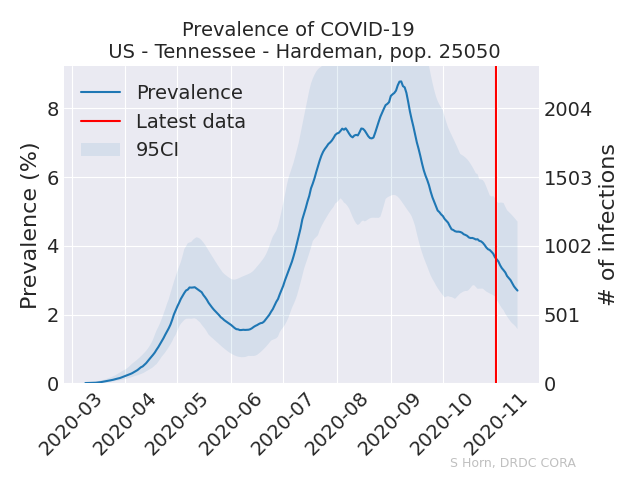 Prevalence of COVID-19
US - Tennessee - Hardeman, pop. 25050
Prevalence
Latest data
95CI
Prevalence (%)
8
6
4
2
0
2004
1503
1002
501
0
# of infections
2020-03
2020-04
2020-05
2020-06
2020-07
2020-08
2020-09
2020-10
2020-11
S Horn, DRDC CORA